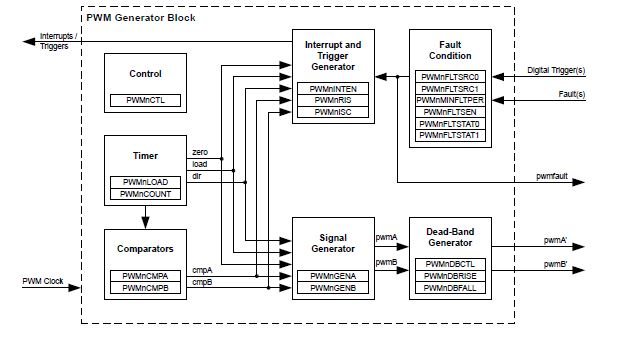 PWM Generator Block
Interrupts /
Triggers
Control
PWMnCTL
Interrupt and
Trigger
Generator
PWMnINTEN
PWMnRIS
PWMnISC
Fault
Condition
PWMnFLTSRC0
PWMnFLTSRC1
PWMnMINFLTPER
PWMnFLTSEN
PWMnFLTSTAT0
PWMnFLTSTAT1
Digital Trigger(s)
Fault(s)
Timer
PWMnLOAD
PWMnCOUNT
zero
load
dir
pwmfault
Comparators
PWMnCMPA
PWMnCMPB
cmpA
cmpB
Signal
Generator
PWMnGENA
PWMnGENB
pwmA
pwmB
Dead-Band
Generator
PWMnDBCTL
PWMnDBRISE
PWMnDBFALL
pwmA'
pwmB'
PWM Clock